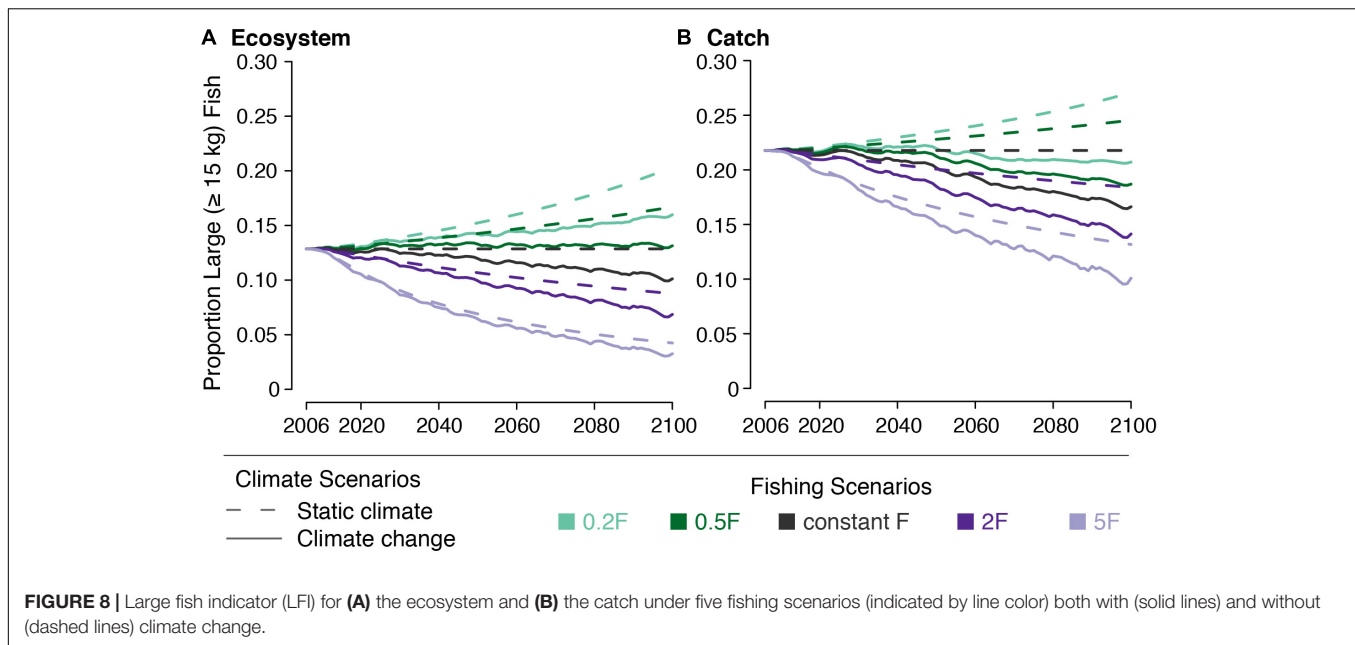 A Ecosystem
B Catch
Proportion Large (≥ 15 kg) Fish
0.30
0.25
0.20
0.15
0.10
0.05
0
2006 2020 2040 2060 2080 2100
0.30
0.25
0.20
0.15
0.10
0.05
0
2006 2020 2040 2060 2080 2100
Climate Scenarios
Static climate
Climate change
Fishing Scenarios
0.2F 0.5F constant F 2F 5F
FIGURE 8 | Large fish indicator (LFI) for (A) the ecosystem and (B) the catch under five fishing scenarios (indicated by line color) both with (solid lines) and without
(dashed lines) climate change.